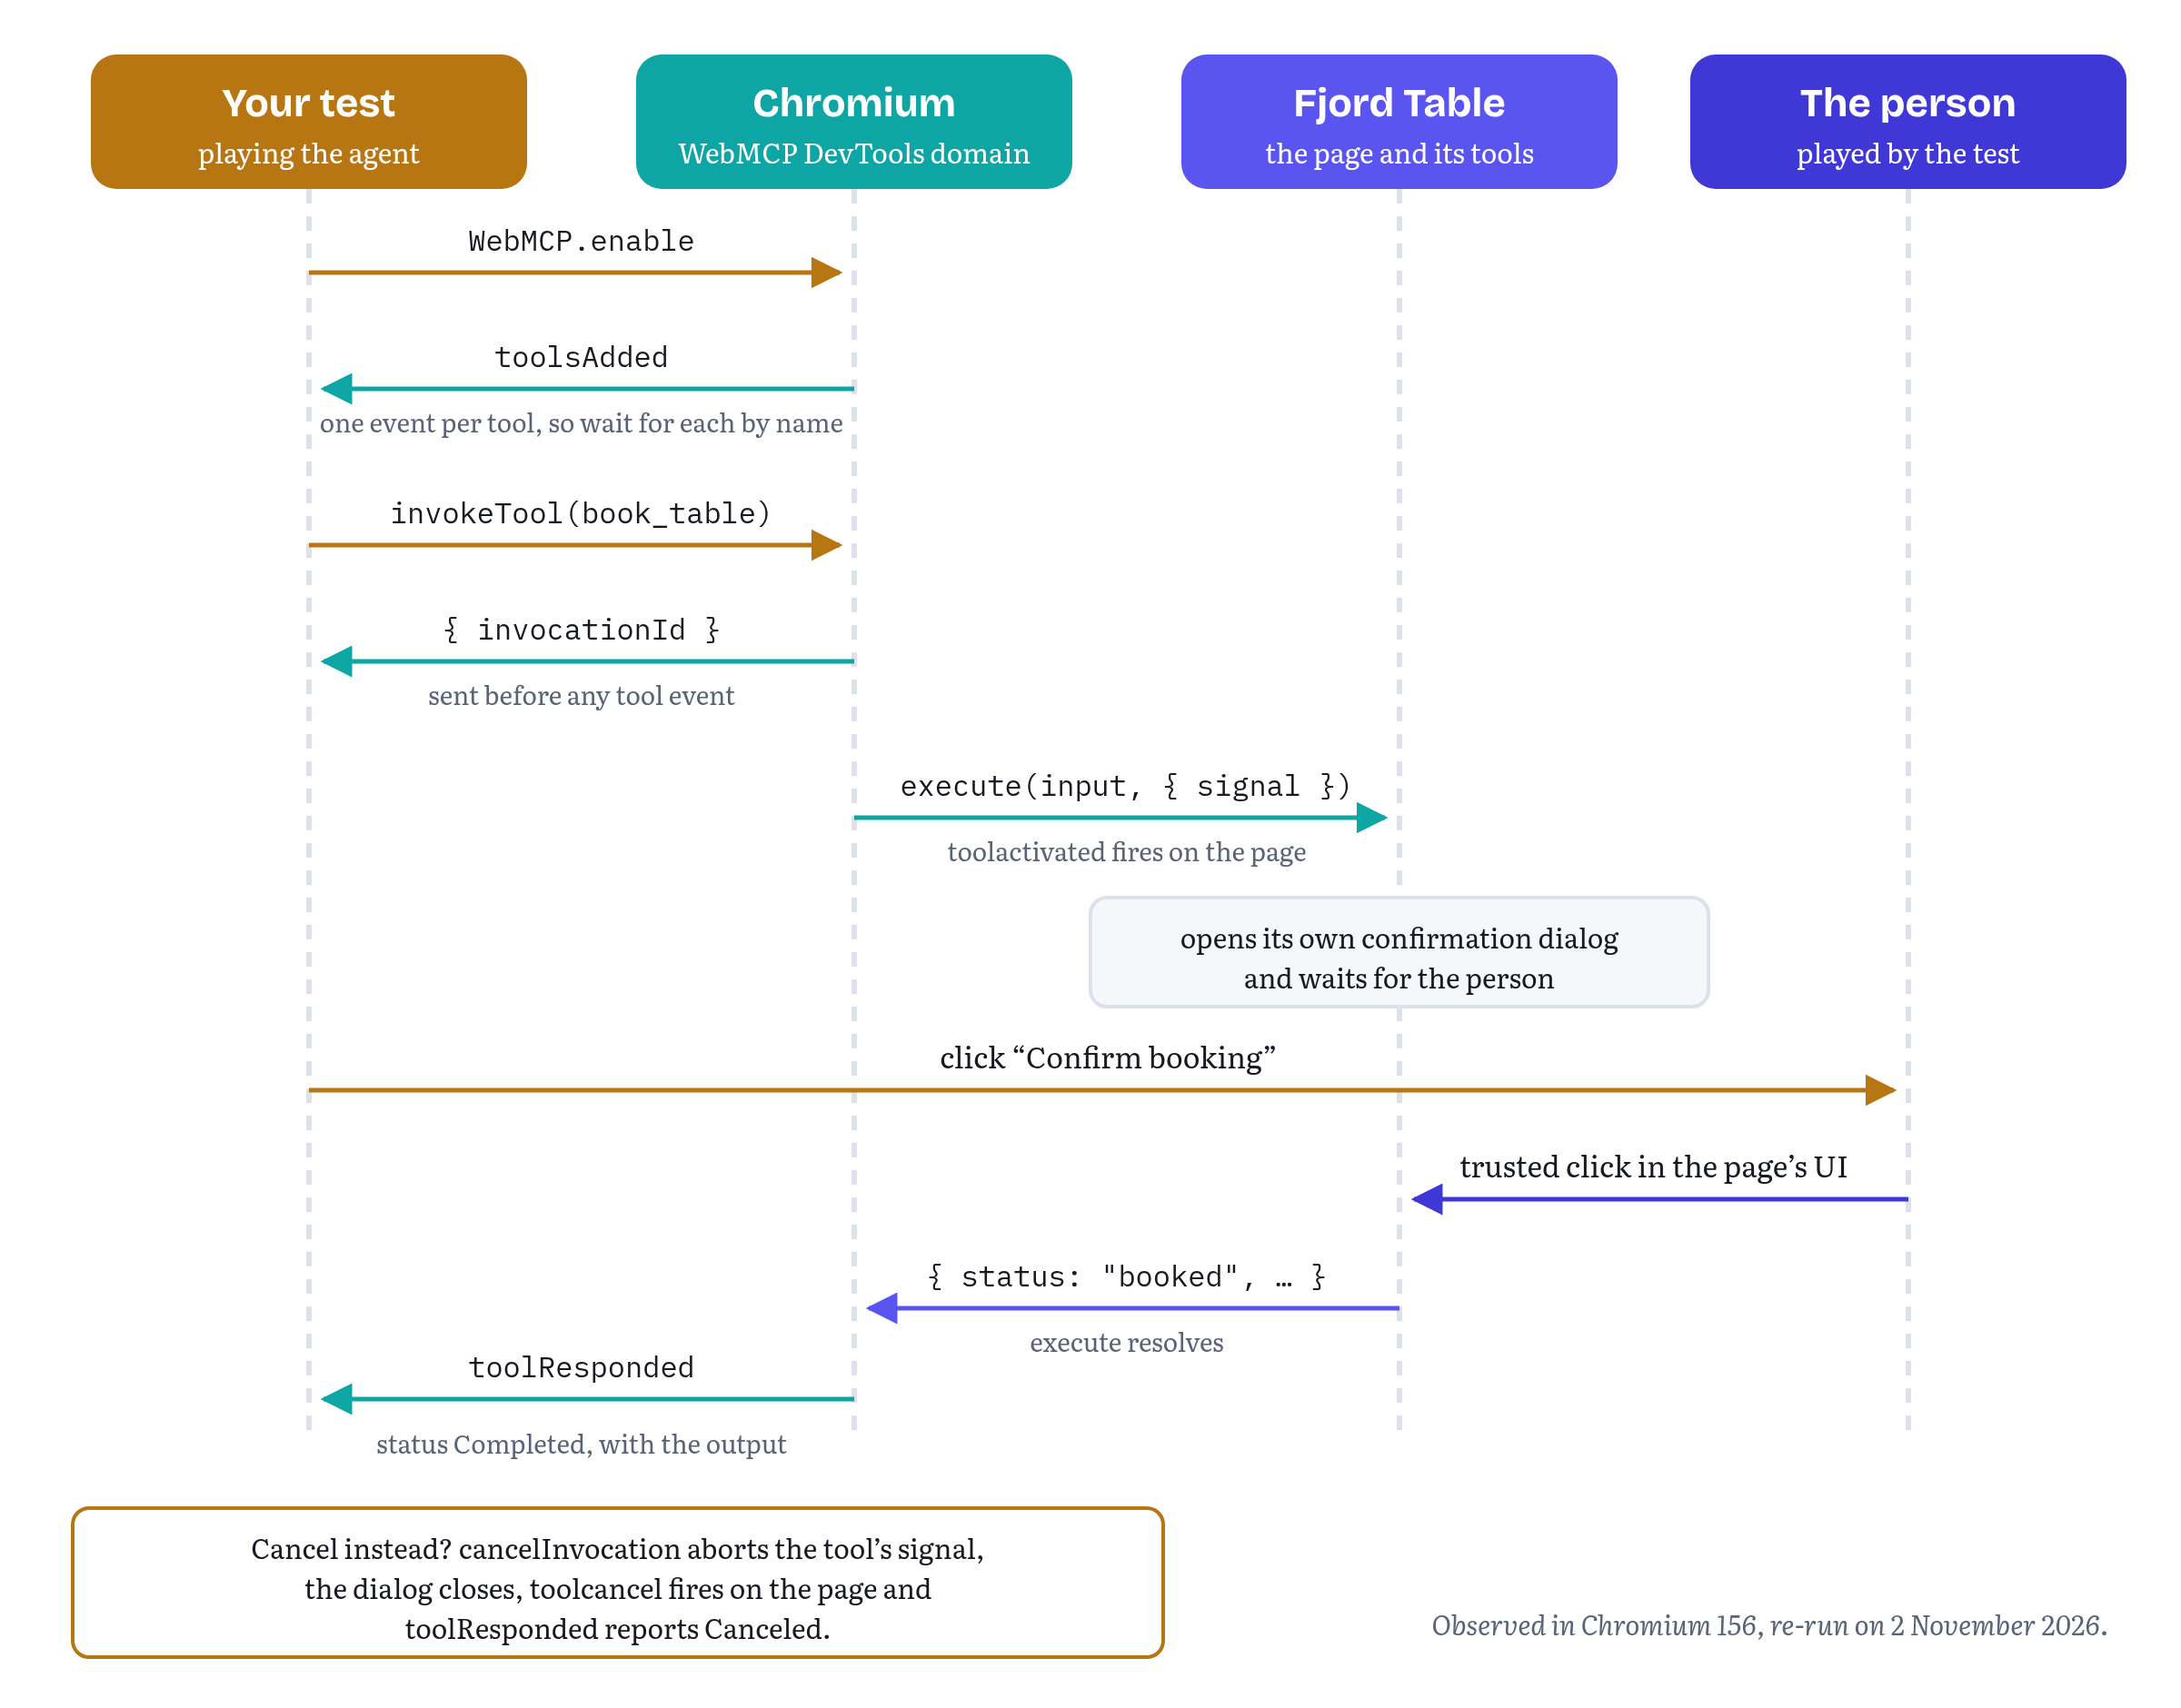 Your test
playing the agent
Chromium
WebMCP DevTools domain
Fjord Table
the page and its tools
The person
played by the test
WebMCP.enable
toolsAdded
one event per tool, so wait for each by name
invokeTool(book_table)
{ invocationId }
sent before any tool event
execute(input, { signal })
toolactivated fires on the page
opens its own confirmation dialog
and waits for the person
click “Confirm booking”
trusted click in the page’s UI
{ status: "booked", … }
execute resolves
toolResponded
status Completed, with the output
Cancel instead? cancelInvocation aborts the tool’s signal,
the dialog closes, toolcancel fires on the page and
toolResponded reports Canceled.
Observed in Chromium 156, re-run on 2 November 2026.